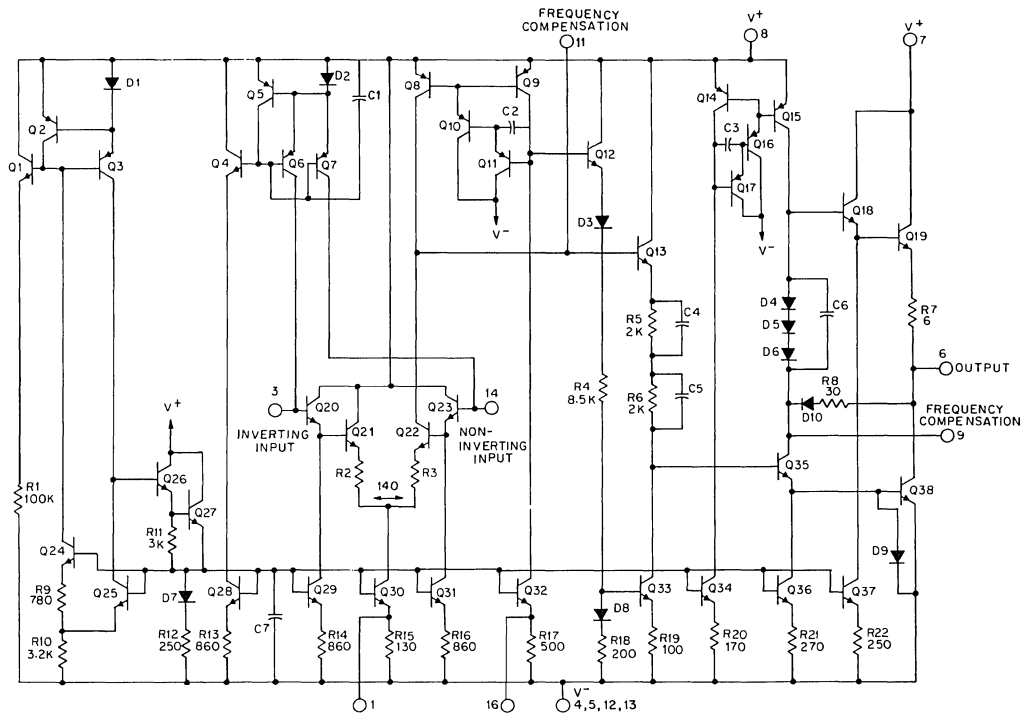 FREQUENCY
COMPENSATION
11
V+
8
V+
7
D1
Q2
Q1
Q3
D2
Q5
C1
Q4
Q6
Q7
Q8
Q9
Q10
C2
Q11
V-
Q12
D3
Q13
Q14
Q15
C3
Q16
Q17
V-
Q18
Q19
D4
D5
D6
C6
R7
6
6
OUTPUT
R5
2K
C4
R6
2K
C5
R4
8.5K
R8
30
D10
FREQUENCY
COMPENSATION
9
3
INVERTING
INPUT
Q20
Q21
Q22
Q23
14
NON-
INVERTING
INPUT
R2
R3
140
V+
Q26
Q27
R11
3K
R1
100K
Q35
Q38
D9
Q24
R9
780
Q25
R10
3.2K
D7
R12
250
Q28
R13
860
C7
Q29
R14
860
Q30
R15
130
Q31
R16
860
Q32
R17
500
D8
R18
200
Q33
R19
100
Q34
R20
170
Q36
R21
270
Q37
R22
250
1
16
V-
4, 5, 12, 13